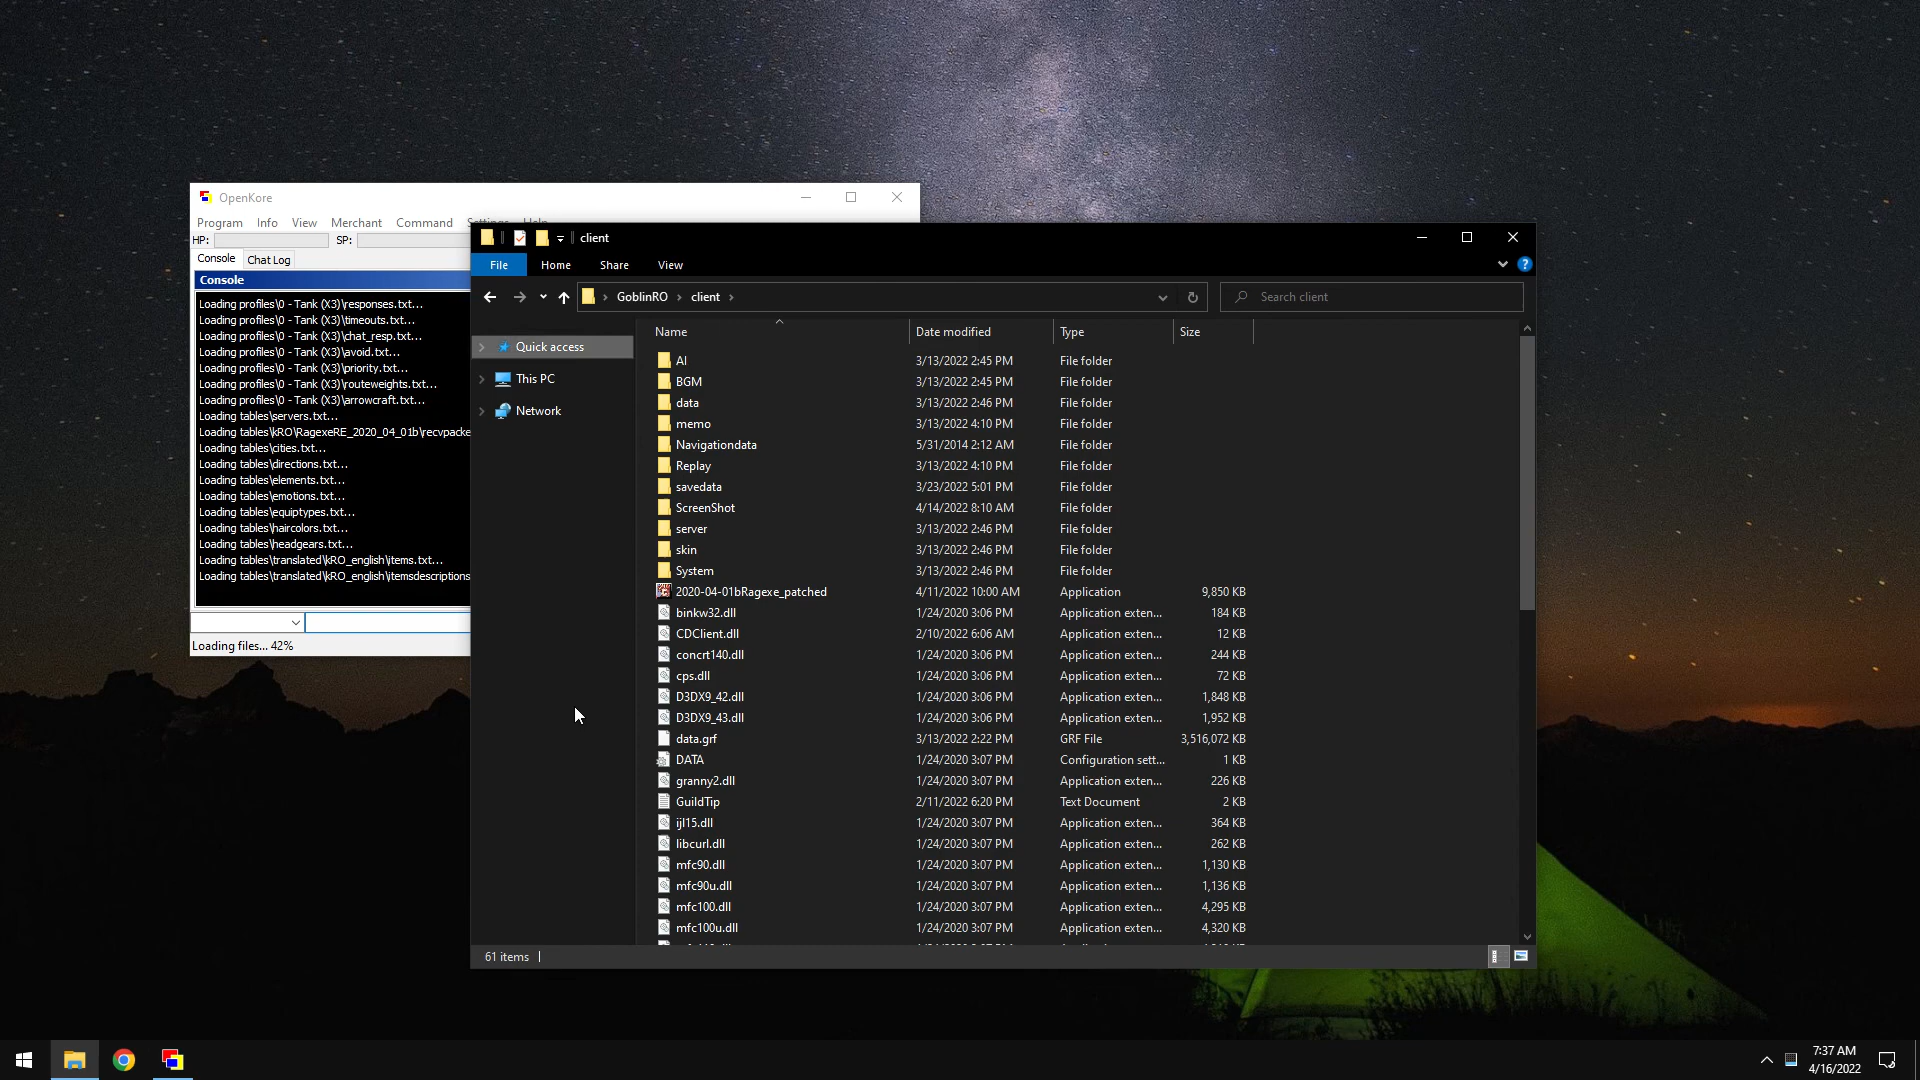 OpenKore
Program Info View Merchant Command Settings Help
HP: SP:
Console Chat Log
Console
Loading profiles\0 - Tank (X3)\responses.txt...
Loading profiles\0 - Tank (X3)\timeouts.txt...
Loading profiles\0 - Tank (X3)\chat_resp.txt...
Loading profiles\0 - Tank (X3)\avoid.txt...
Loading profiles\0 - Tank (X3)\priority.txt...
Loading profiles\0 - Tank (X3)\routeweights.txt...
Loading profiles\0 - Tank (X3)\arrowcraft.txt...
Loading tables\servers.txt...
Loading tables\kRO\RagexeRE_2020_04_01b\recvpacke
Loading tables\cities.txt...
Loading tables\directions.txt...
Loading tables\elements.txt...
Loading tables\emotions.txt...
Loading tables\equiptypes.txt...
Loading tables\haircolors.txt...
Loading tables\headgears.txt...
Loading tables\translated\kRO_english\items.txt...
Loading tables\translated\kRO_english\itemsdescriptions
Loading files... 42%
client
File Home Share View
GoblinRO client
Search client
Quick access
This PC
Network
Name Date modified Type Size
AI 3/13/2022 2:45 PM File folder
BGM 3/13/2022 2:45 PM File folder
data 3/13/2022 2:46 PM File folder
memo 3/13/2022 4:10 PM File folder
Navigationdata 5/31/2014 2:12 AM File folder
Replay 3/13/2022 4:10 PM File folder
savedata 3/23/2022 5:01 PM File folder
ScreenShot 4/14/2022 8:10 AM File folder
server 3/13/2022 2:46 PM File folder
skin 3/13/2022 2:46 PM File folder
System 3/13/2022 2:46 PM File folder
2020-04-01bRagexe_patched 4/11/2022 10:00 AM Application 9,850 KB
binkw32.dll 1/24/2020 3:06 PM Application exten... 184 KB
CDClient.dll 2/10/2022 6:06 AM Application exten... 12 KB
concrt140.dll 1/24/2020 3:06 PM Application exten... 244 KB
cps.dll 1/24/2020 3:06 PM Application exten... 72 KB
D3DX9_42.dll 1/24/2020 3:06 PM Application exten... 1,848 KB
D3DX9_43.dll 1/24/2020 3:06 PM Application exten... 1,952 KB
data.grf 3/13/2022 2:22 PM GRF File 3,516,072 KB
DATA 1/24/2020 3:07 PM Configuration sett... 1 KB
granny2.dll 1/24/2020 3:07 PM Application exten... 226 KB
GuildTip 2/11/2022 6:20 PM Text Document 2 KB
ijl15.dll 1/24/2020 3:07 PM Application exten... 364 KB
libcurl.dll 1/24/2020 3:07 PM Application exten... 262 KB
mfc90.dll 1/24/2020 3:07 PM Application exten... 1,130 KB
mfc90u.dll 1/24/2020 3:07 PM Application exten... 1,136 KB
mfc100.dll 1/24/2020 3:07 PM Application exten... 4,295 KB
mfc100u.dll 1/24/2020 3:07 PM Application exten... 4,320 KB
61 items
7:37 AM
4/16/2022